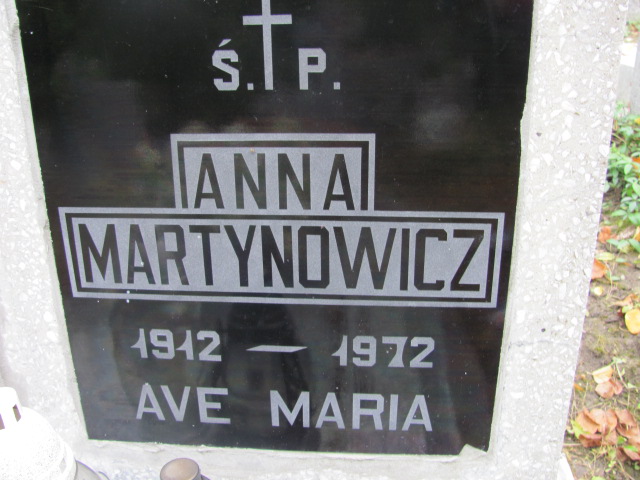 Ś. P.
ANNA
MARTYNOWICZ
1912 — 1972
AVE MARIA